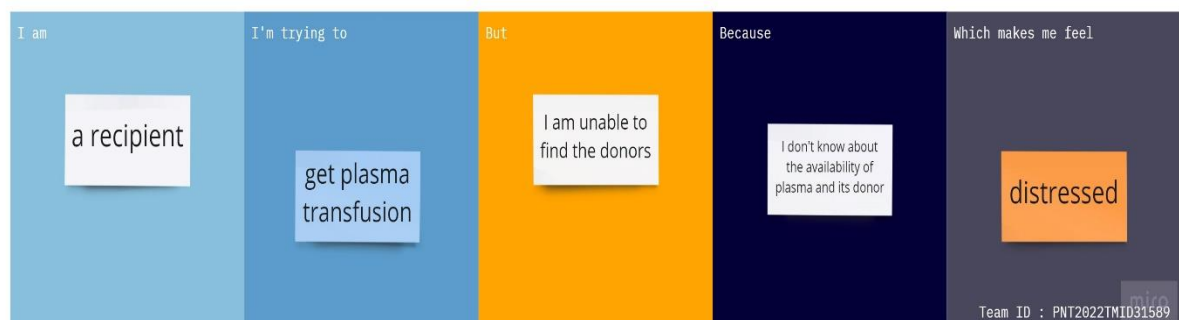 I am
a recipient
I'm trying to
get plasma
transfusion
But
I am unable to
find the donors
Because
I don't know about
the availability of
plasma and its donor
Which makes me feel
distressed
miro
Team ID : PNT2022TMID31589